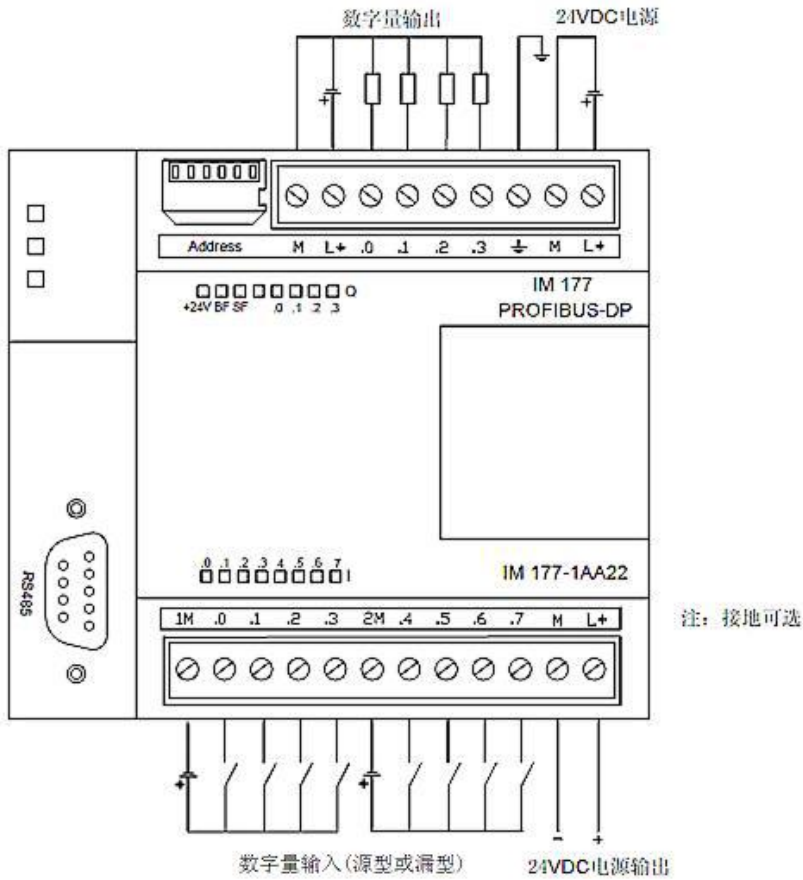 数字量输出 24VDC电源
Address M L+ .0 .1 .2 .3 M L+
Q
+24V BF SF .0 .1 .2 .3
IM 177
PROFIBUS-DP
RS485
.0 .1 .2 .3 .4 .5 .6 .7 I
IM 177-1AA22
1M .0 .1 .2 .3 2M .4 .5 .6 .7 M L+
注：接地可选
数字量输入(源型或漏型) 24VDC电源输出